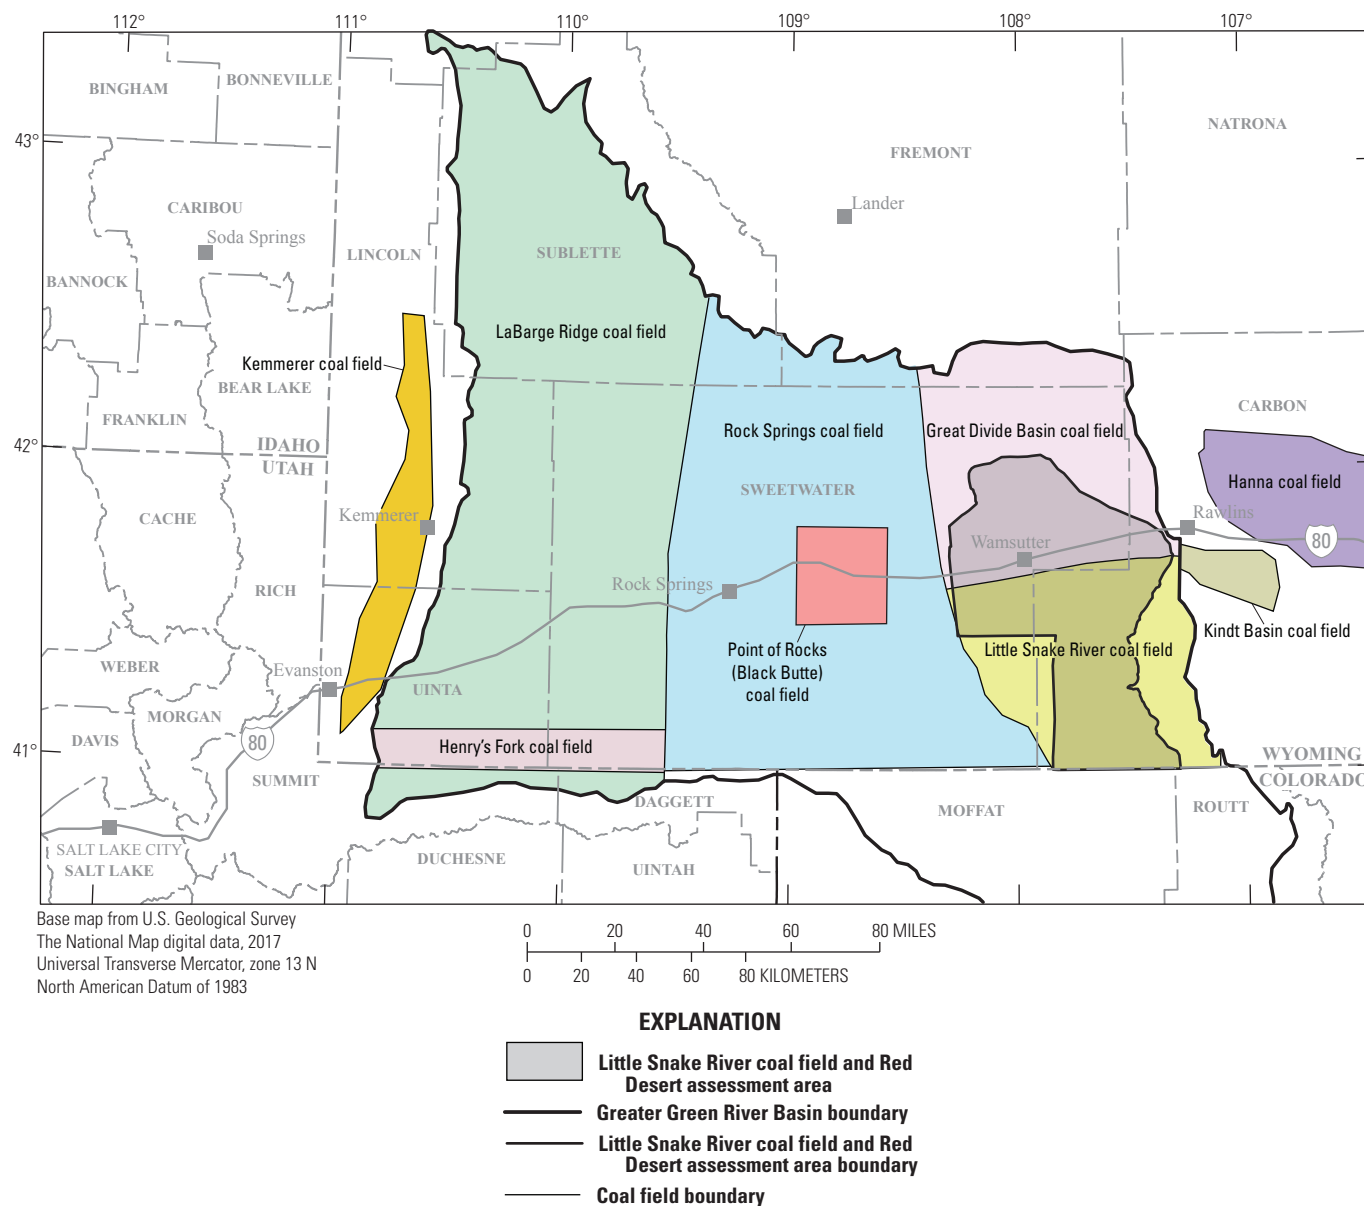 112°
111°
110°
109°
108°
107°
BINGHAM
BONNEVILLE
NATRONA
43°
FREMONT
CARIBOU
Lander
Soda Springs
LINCOLN
SUBLETTE
BANNOCK
LaBarge Ridge coal field
Kemmerer coal field
BEAR LAKE
FRANKLIN
CARBON
42°
IDAHO
UTAH
Rock Springs coal field
Great Divide Basin coal field
Hanna coal field
SWEETWATER
CACHE
Kemmerer
Rawlins
80
Wamsutter
RICH
Rock Springs
Kindt Basin coal field
Point of Rocks
(Black Butte)
coal field
Little Snake River coal field
WEBER
Evanston
UINTA
MORGAN
DAVIS
80
41°
Henry's Fork coal field
WYOMING
COLORADO
SUMMIT
DAGGETT
MOFFAT
ROUTT
SALT LAKE CITY
SALT LAKE
DUCHESNE
UINTAH
Base map from U.S. Geological Survey
The National Map digital data, 2017
Universal Transverse Mercator, zone 13 N
North American Datum of 1983
0 20 40 60 80 MILES
0 20 40 60 80 KILOMETERS
EXPLANATION
Little Snake River coal field and Red
Desert assessment area
Greater Green River Basin boundary
Little Snake River coal field and Red
Desert assessment area boundary
Coal field boundary